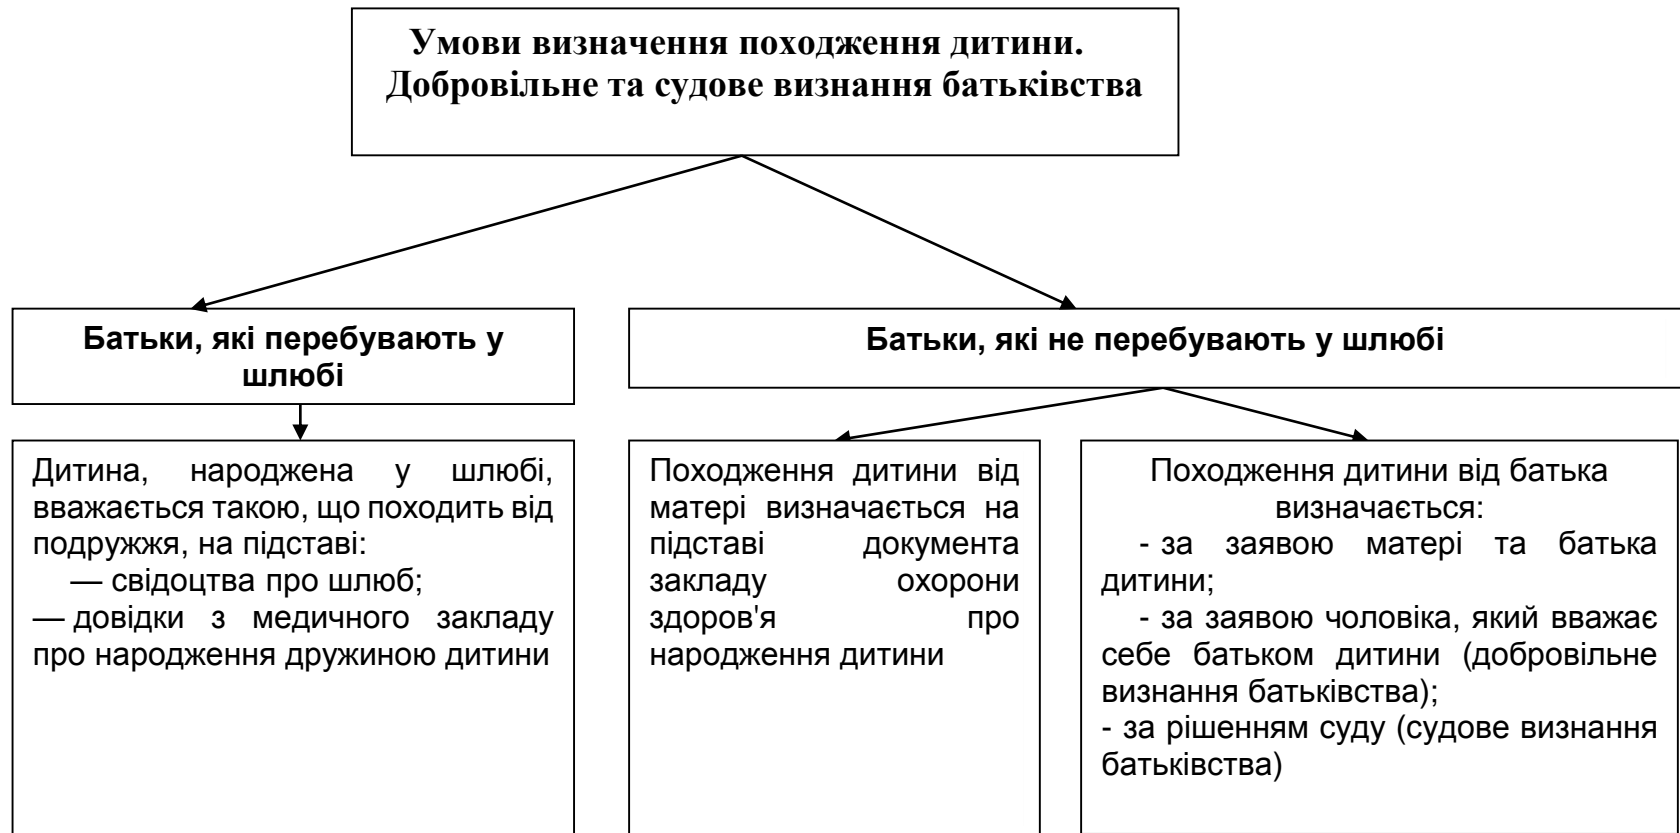 Умови визначення походження дитини.
Добровільне та судове визнання батьківства
Батьки, які перебувають у
шлюбі
Батьки, які не перебувають у шлюбі
Дитина, народжена у шлюбі,
вважається такою, що походить від
подружжя, на підставі:
— свідоцтва про шлюб;
— довідки з медичного закладу
про народження дружиною дитини
Походження дитини від
матері визначається на
підставі документа
закладу охорони
здоров'я про
народження дитини
Походження дитини від батька
визначається:
- за заявою матері та батька
дитини;
- за заявою чоловіка, який вважає
себе батьком дитини (добровільне
визнання батьківства);
- за рішенням суду (судове визнання
батьківства)